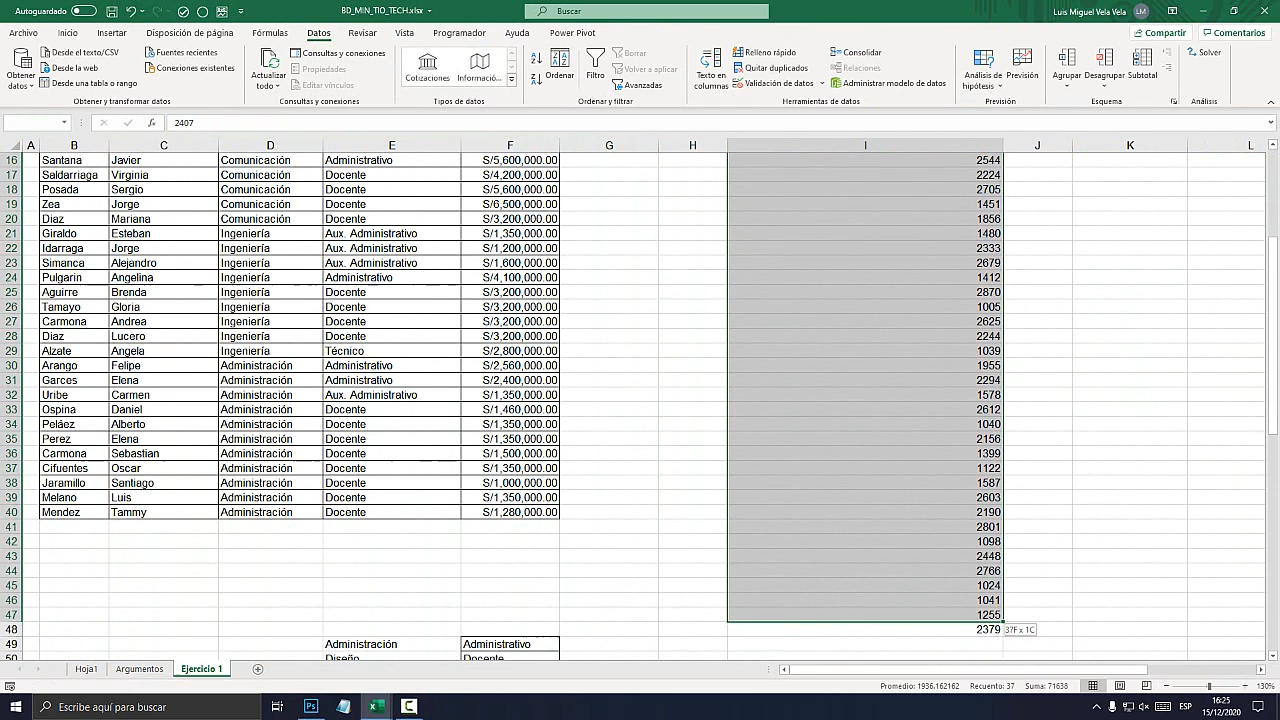 Autoguardado
BD_MIN_TIO_TECH.xlsx
Buscar
Luis Miguel Vela Vela LM
Archivo Inicio Insertar Disposición de página Fórmulas Datos Revisar Vista Programador Ayuda Power Pivot Compartir Comentarios
Obtener datos
Desde el texto/CSV
Desde la web
Desde una tabla o rango
Fuentes recientes
Conexiones existentes
Actualizar todo
Consultas y conexiones
Propiedades
Editar vínculos
Cotizaciones
Informació...
Ordenar
Filtro
Borrar
Volver a aplicar
Avanzadas
Texto en columnas
Relleno rápido
Quitar duplicados
Validación de datos
Consolidar
Relaciones
Administrar modelo de datos
Análisis de hipótesis
Previsión
Agrupar
Desagrupar
Subtotal
Solver
Obtener y transformar datos Consultas y conexiones Tipos de datos Ordenar y filtrar Herramientas de datos Previsión Esquema Análisis
fx 2407
A B C D E F G H I J K L
16 Santana Javier Comunicación Administrativo S/5,600,000.00 2544
17 Saldarriaga Virginia Comunicación Docente S/4,200,000.00 2224
18 Posada Sergio Comunicación Docente S/5,600,000.00 2705
19 Zea Jorge Comunicación Docente S/6,500,000.00 1451
20 Diaz Mariana Comunicación Docente S/3,200,000.00 1856
21 Giraldo Esteban Ingeniería Aux. Administrativo S/1,350,000.00 1480
22 Idarraga Jorge Ingeniería Aux. Administrativo S/1,200,000.00 2333
23 Simanca Alejandro Ingeniería Aux. Administrativo S/1,600,000.00 2679
24 Pulgarin Angelina Ingeniería Administrativo S/4,100,000.00 1412
25 Aguirre Brenda Ingeniería Docente S/3,200,000.00 2870
26 Tamayo Gloria Ingeniería Docente S/3,200,000.00 1005
27 Carmona Andrea Ingeniería Docente S/3,200,000.00 2625
28 Diaz Lucero Ingeniería Docente S/3,200,000.00 2244
29 Alzate Angela Ingeniería Técnico S/2,800,000.00 1039
30 Arango Felipe Administración Administrativo S/2,560,000.00 1955
31 Garces Elena Administración Administrativo S/2,400,000.00 2294
32 Uribe Carmen Administración Aux. Administrativo S/1,350,000.00 1578
33 Ospina Daniel Administración Docente S/1,460,000.00 2612
34 Peláez Alberto Administración Docente S/1,350,000.00 1040
35 Perez Elena Administración Docente S/1,350,000.00 2156
36 Carmona Sebastian Administración Docente S/1,500,000.00 1399
37 Cifuentes Oscar Administración Docente S/1,350,000.00 1122
38 Jaramillo Santiago Administración Docente S/1,000,000.00 1587
39 Melano Luis Administración Docente S/1,350,000.00 2603
40 Mendez Tammy Administración Docente S/1,280,000.00 2190
41 2801
42 1098
43 2448
44 2766
45 1024
46 1041
47 1255
48 2379 37F x 1C
49 Administración Administrativo
50 Diseño Docente
Hoja1 Argumentos Ejercicio 1
Promedio: 1936.162162 Recuento: 37 Suma: 71638 130%
Escribe aquí para buscar
Ps
ESP
16:25
15/12/2020